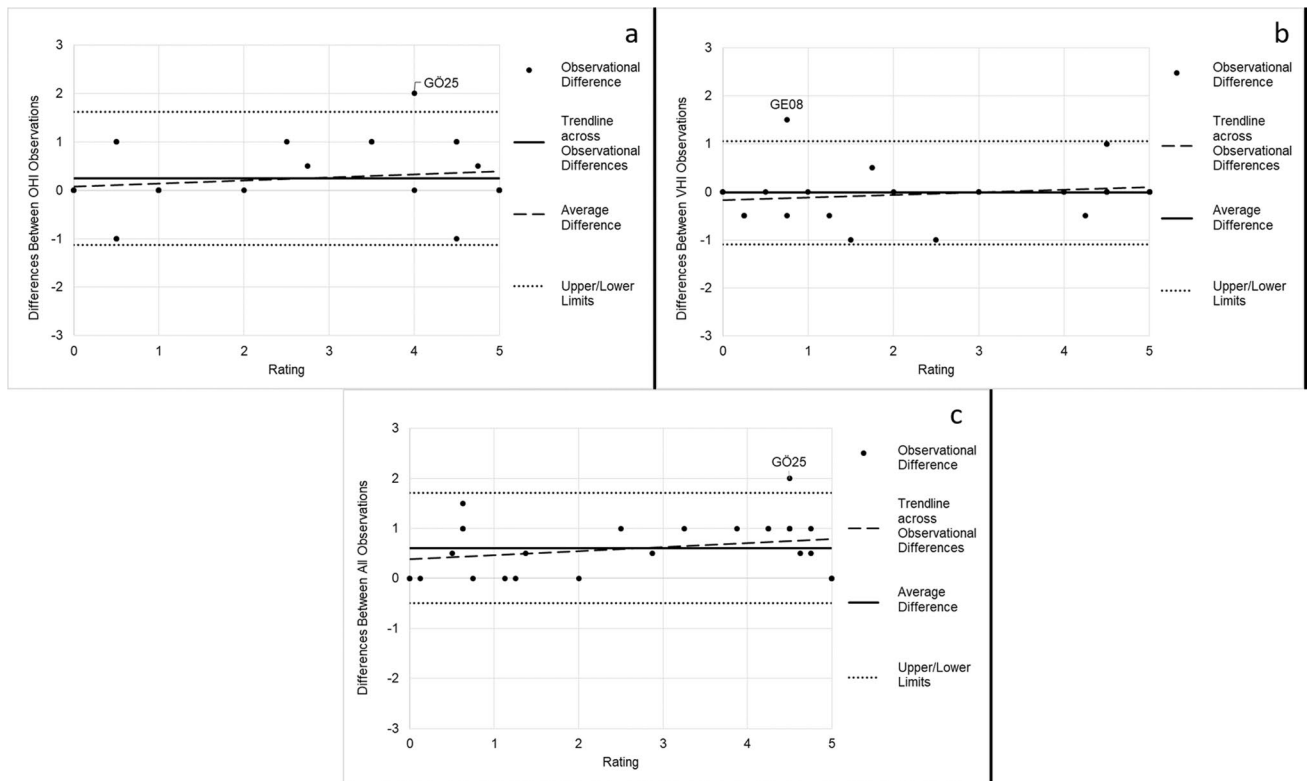 a
3
2
1
0
-1
-2
-3
0
1
2
3
4
5
Differences Between OHI Observations
Rating
GÖ25
Observational
Difference
Trendline
across
Observational
Differences
Average
Difference
Upper/Lower
Limits
b
3
2
1
0
-1
-2
-3
0
1
2
3
4
5
Differences Between VHI Observations
Rating
GE08
Observational
Difference
Trendline
across
Observational
Differences
Average
Difference
Upper/Lower
Limits
c
3
2
1
0
-1
-2
-3
0
1
2
3
4
5
Differences Between All Observations
Rating
GÖ25
Observational
Difference
Trendline
across
Observational
Differences
Average
Difference
Upper/Lower
Limits